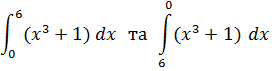 ∫₀⁶(x³ + 1) dx та ∫₆⁰(x³ + 1) dx